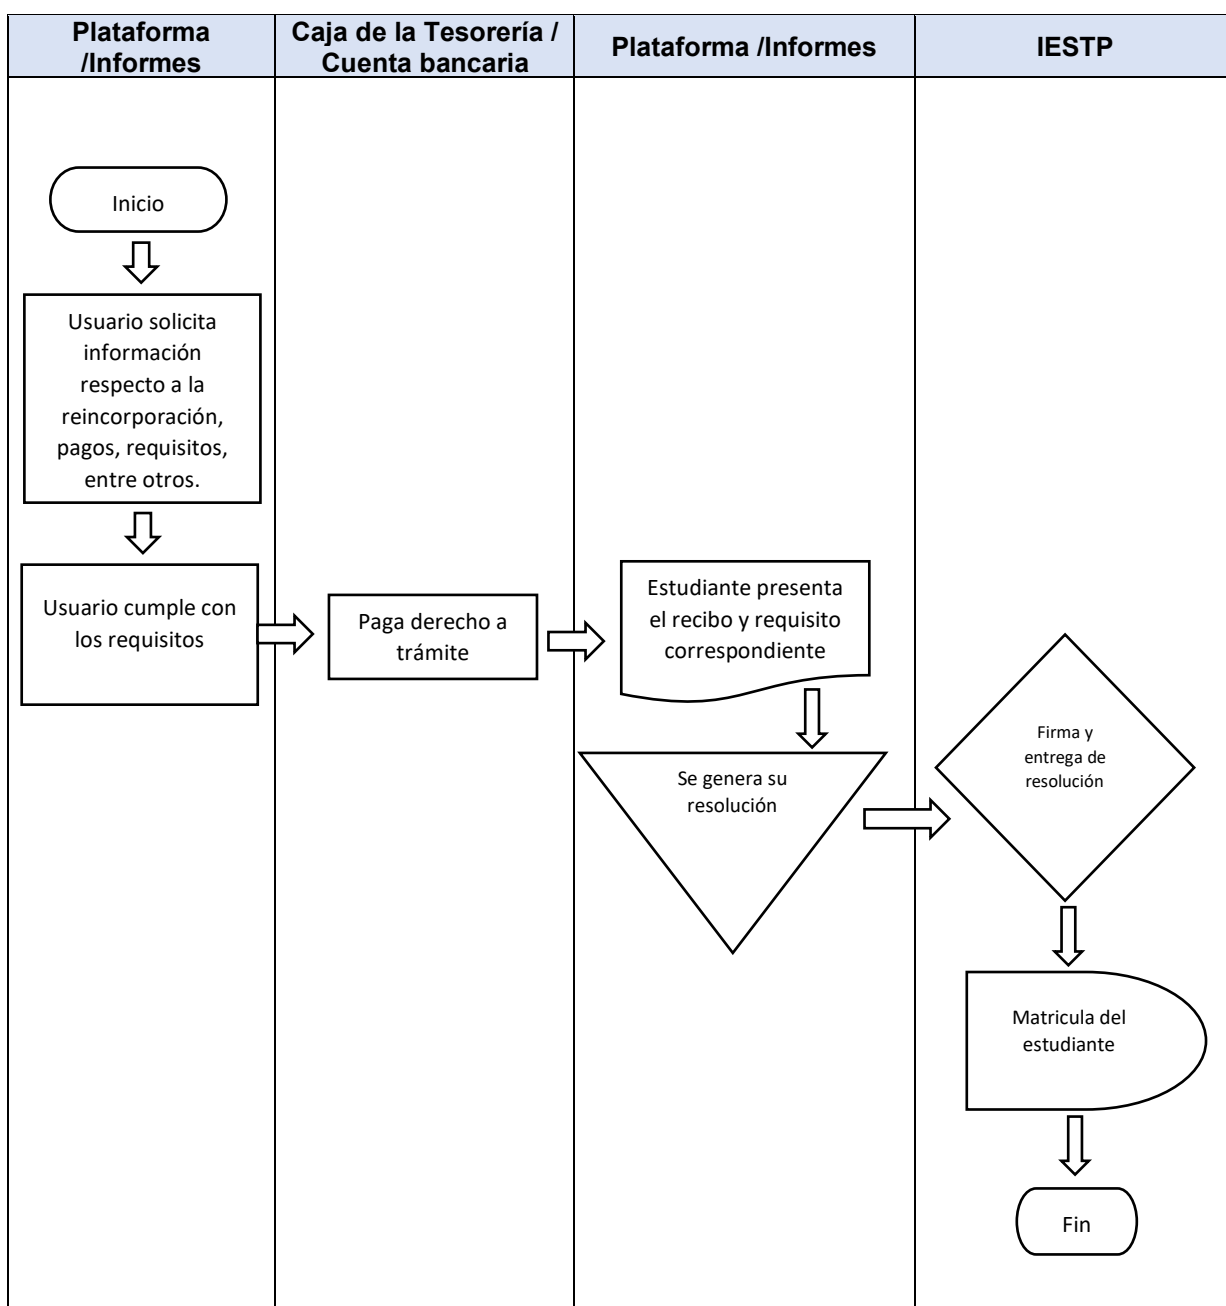 Plataforma
/Informes
Caja de la Tesorería /
Cuenta bancaria
Plataforma /Informes
IESTP
Inicio
Usuario solicita
información
respecto a la
reincorporación,
pagos, requisitos,
entre otros.
Usuario cumple con
los requisitos
Paga derecho a
trámite
Estudiante presenta
el recibo y requisito
correspondiente
Se genera su
resolución
Firma y
entrega de
resolución
Matricula del
estudiante
Fin